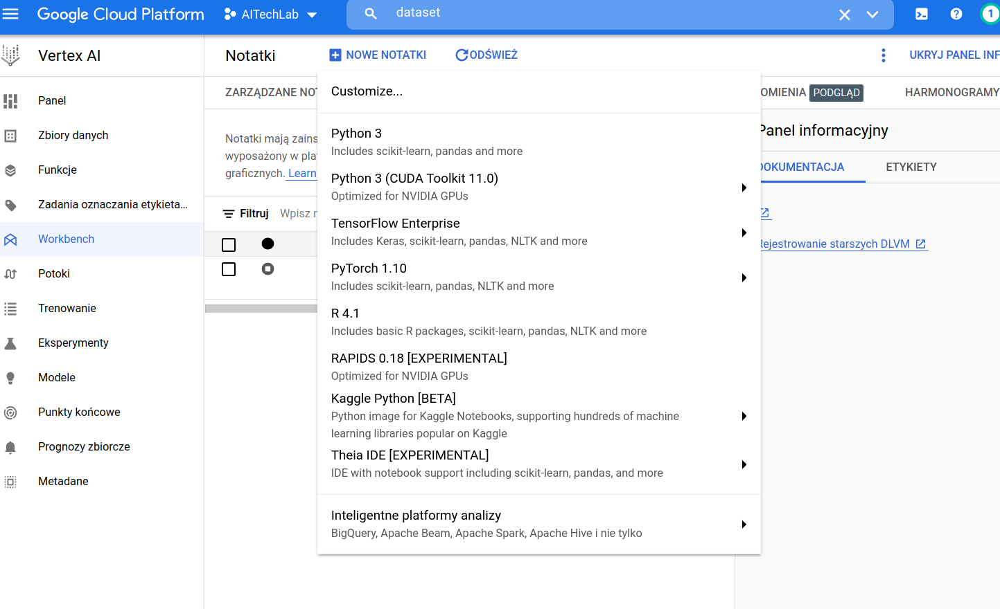 Google Cloud Platform
AITechLab
dataset
1
Vertex AI
Notatki
NOWE NOTATKI
ODŚWIEŻ
UKRYJ PANEL INF
Panel
Zbiory danych
Funkcje
Zadania oznaczania etykieta...
Workbench
Potoki
Trenowanie
Eksperymenty
Modele
Punkty końcowe
Prognozy zbiorcze
Metadane
ZARZĄDZANE NOT
OMIENIA PODGLĄD
HARMONOGRAMY
Notatki mają zains
wyposażony w pla
graficznych. Learn
Filtruj
Wpisz
Customize...
Python 3
Includes scikit-learn, pandas and more
Python 3 (CUDA Toolkit 11.0)
Optimized for NVIDIA GPUs
TensorFlow Enterprise
Includes Keras, scikit-learn, pandas, NLTK and more
PyTorch 1.10
Includes scikit-learn, pandas, NLTK and more
R 4.1
Includes basic R packages, scikit-learn, pandas, NLTK and more
RAPIDS 0.18 [EXPERIMENTAL]
Optimized for NVIDIA GPUs
Kaggle Python [BETA]
Python image for Kaggle Notebooks, supporting hundreds of machine
learning libraries popular on Kaggle
Theia IDE [EXPERIMENTAL]
IDE with notebook support including scikit-learn, pandas, and more
Inteligentne platformy analizy
BigQuery, Apache Beam, Apache Spark, Apache Hive i nie tylko
Panel informacyjny
DOKUMENTACJA
ETYKIETY
Rejestrowanie starszych DLVM